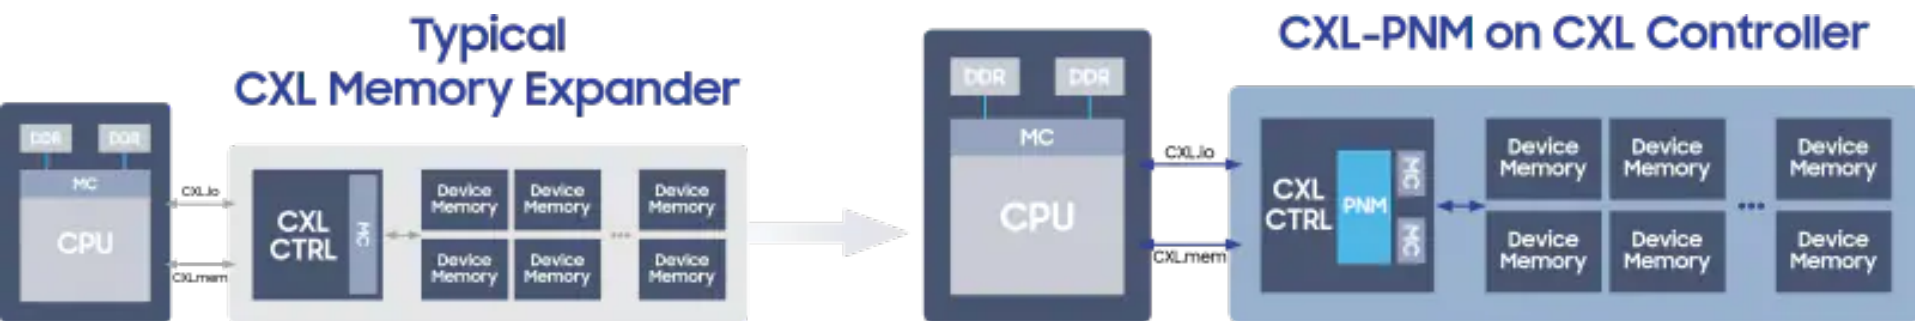 Typical
CXL Memory Expander
DDR
DDR
MC
CPU
CXL.io
CXL.mem
CXL
CTRL
MC
Device
Memory
Device
Memory
...
Device
Memory
Device
Memory
Device
Memory
Device
Memory
CXL-PNM on CXL Controller
DDR
DDR
MC
CPU
CXL.io
CXL.mem
CXL
CTRL
PNM
MC
MC
Device
Memory
Device
Memory
...
Device
Memory
Device
Memory
Device
Memory
Device
Memory